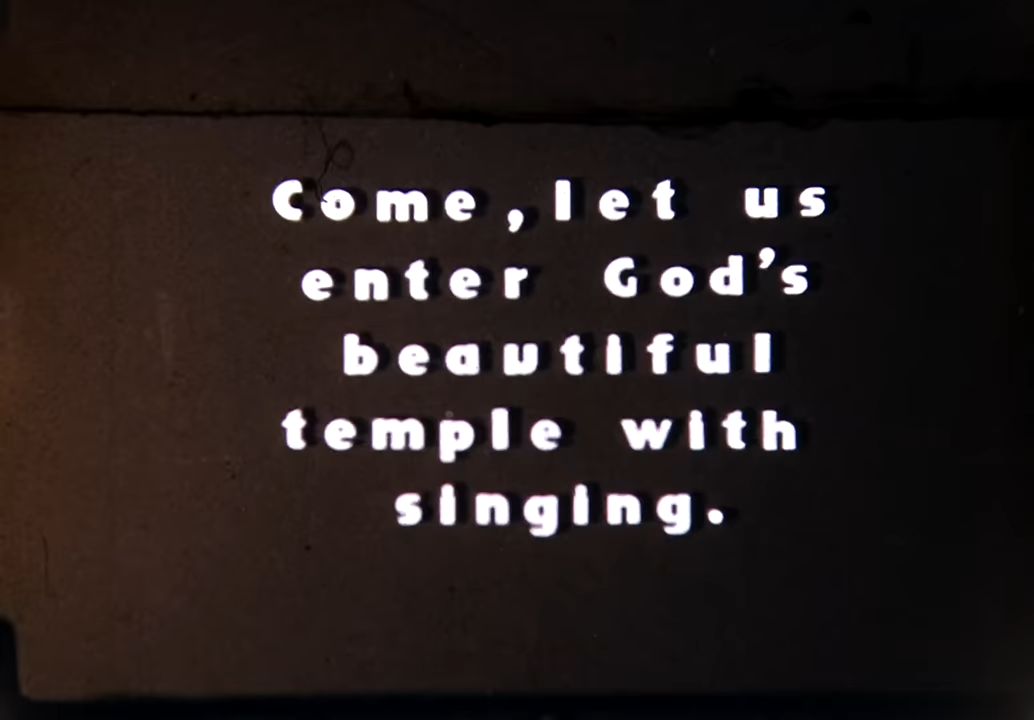 Come, let us
enter God's
beautiful
temple with
singing.